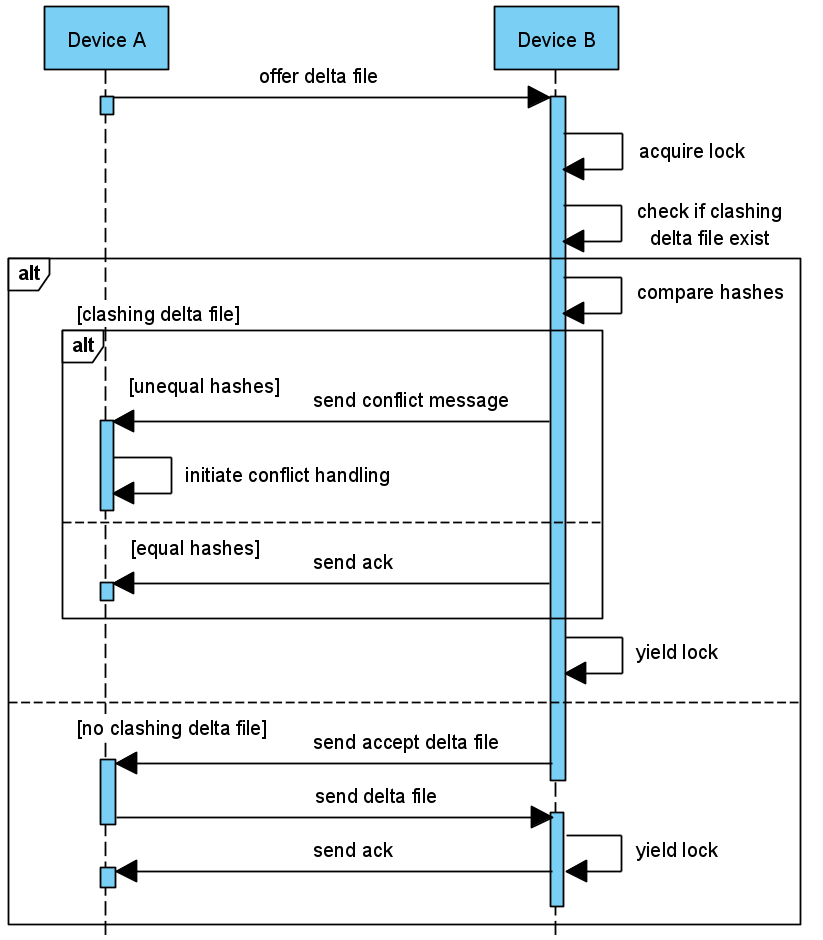 Device A
Device B
offer delta file
acquire lock
check if clashing
delta file exist
alt
compare hashes
[clashing delta file]
alt
[unequal hashes]
send conflict message
initiate conflict handling
[equal hashes]
send ack
yield lock
[no clashing delta file]
send accept delta file
send delta file
send ack
yield lock